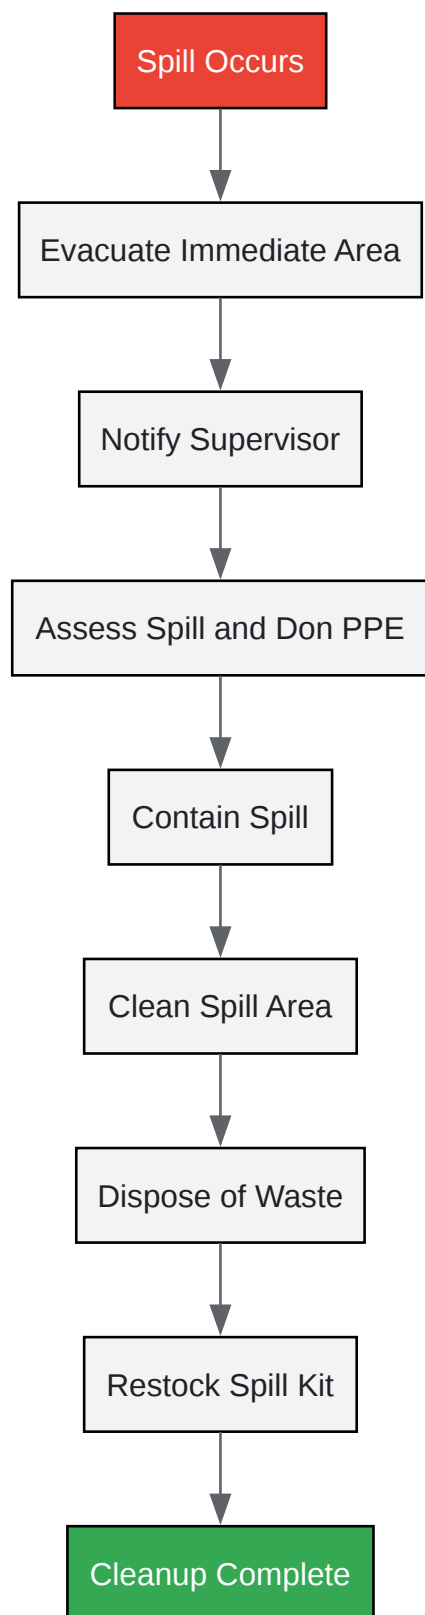 Spill Occurs
Evacuate Immediate Area
Notify Supervisor
Assess Spill and Don PPE
Contain Spill
Clean Spill Area
Dispose of Waste
Restock Spill Kit
Cleanup Complete